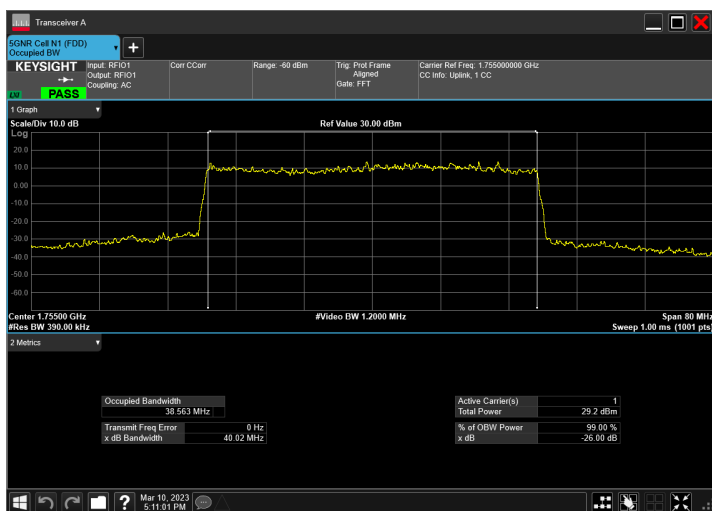 Transceiver A
5GNR Cell N1 (FDD)
Occupied BW
KEYSIGHT
Input: RFIO1
Output: RFIO1
Coupling: AC
Corr CCorr
Range: -60 dBm
Trig: Prot Frame
Aligned
Gate: FFT
Carrier Ref Freq: 1.755000000 GHz
CC Info: Uplink, 1 CC
LXI
PASS
1 Graph
Scale/Div 10.0 dB
Ref Value 30.00 dBm
Log
20.0
10.0
0.00
-10.0
-20.0
-30.0
-40.0
-50.0
-60.0
Center 1.75500 GHz
#Video BW 1.2000 MHz
Span 80 MHz
#Res BW 390.00 kHz
Sweep 1.00 ms (1001 pts)
2 Metrics
Occupied Bandwidth
38.563 MHz
Transmit Freq Error 0 Hz
x dB Bandwidth 40.02 MHz
Active Carrier(s) 1
Total Power 29.2 dBm
% of OBW Power 99.00 %
x dB -26.00 dB
?
Mar 10, 2023
5:11:01 PM